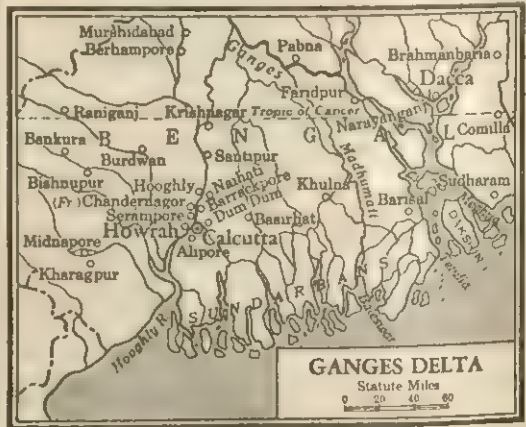 Murshidabad
Berhampore
Ganges
Pabna
Brahmanbaria
Dacca
Raniganj
Krishnagar
Tropic of Cancer
Faridpur
Narayanganj
BENGAL
Comilla
Bankura
Burdwan
Santipur
Madhumati
Bishnupur
Hooghly
Naihati
Khulna
Sudharam
(Fr) Chandernagor
Barrackpore
Barisal
Serampore
Dum Dum
Basirhat
Howrah
Calcutta
Midnapore
Alipore
Kharagpur
SUNDARBANS
Hooghly R.
GANGES DELTA
Statute Miles
0 20 40 60